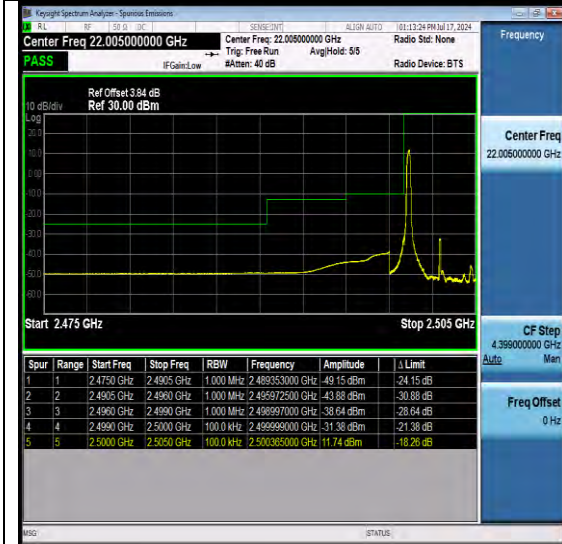 Keysight Spectrum Analyzer - Spurious Emissions
RL RF 50 Ω DC SENSE:INT ALIGN AUTO 01:13:24 PM Jul 17, 2024
Center Freq 22.005000000 GHz
Center Freq: 22.005000000 GHz
Radio Std: None
Trig: Free Run Avg|Hold: 5/5
PASS IFGain:Low #Atten: 40 dB Radio Device: BTS
Ref Offset 3.84 dB
10 dB/div Ref 30.00 dBm
Log
20.0
10.0
0.00
-10.0
-20.0
-30.0
-40.0
-50.0
-60.0
Start 2.475 GHz Stop 2.505 GHz
Spur Range Start Freq Stop Freq RBW Frequency Amplitude Δ Limit
1 1 2.4750 GHz 2.4905 GHz 1.000 MHz 2.489353000 GHz -49.15 dBm -24.15 dB
2 2 2.4905 GHz 2.4960 GHz 1.000 MHz 2.495972500 GHz -43.88 dBm -30.88 dB
3 3 2.4960 GHz 2.4990 GHz 1.000 MHz 2.498997000 GHz -38.64 dBm -28.64 dB
4 4 2.4990 GHz 2.5000 GHz 100.0 kHz 2.499999000 GHz -31.38 dBm -21.38 dB
5 5 2.5000 GHz 2.5050 GHz 100.0 kHz 2.500365000 GHz 11.74 dBm -18.26 dB
MSG STATUS
Frequency
Center Freq
22.005000000 GHz
CF Step
4.399000000 GHz
Auto Man
Freq Offset
0 Hz